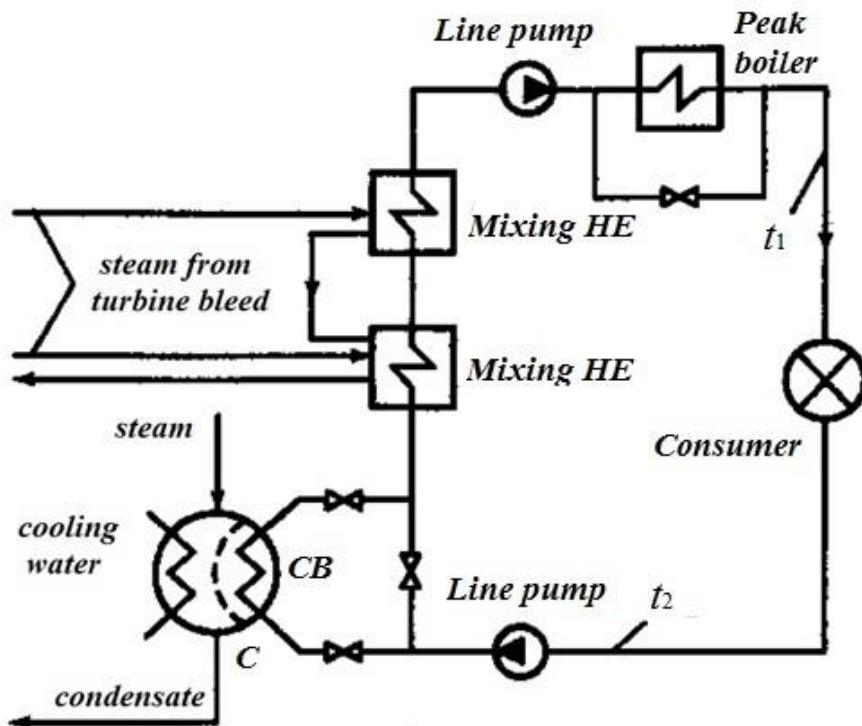 Line pump
Peak
boiler
Mixing HE
t1
steam from
turbine bleed
Mixing HE
steam
Consumer
cooling
water
CB
Line pump
t2
C
condensate